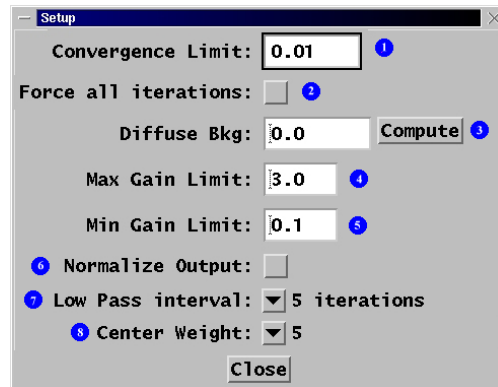 Setup
Convergence Limit: 0.01 1
Force all iterations: 2
Diffuse Bkg: 0.0 Compute 3
Max Gain Limit: 3.0 4
Min Gain Limit: 0.1 5
6 Normalize Output:
7 Low Pass interval: 5 iterations
8 Center Weight: 5
Close